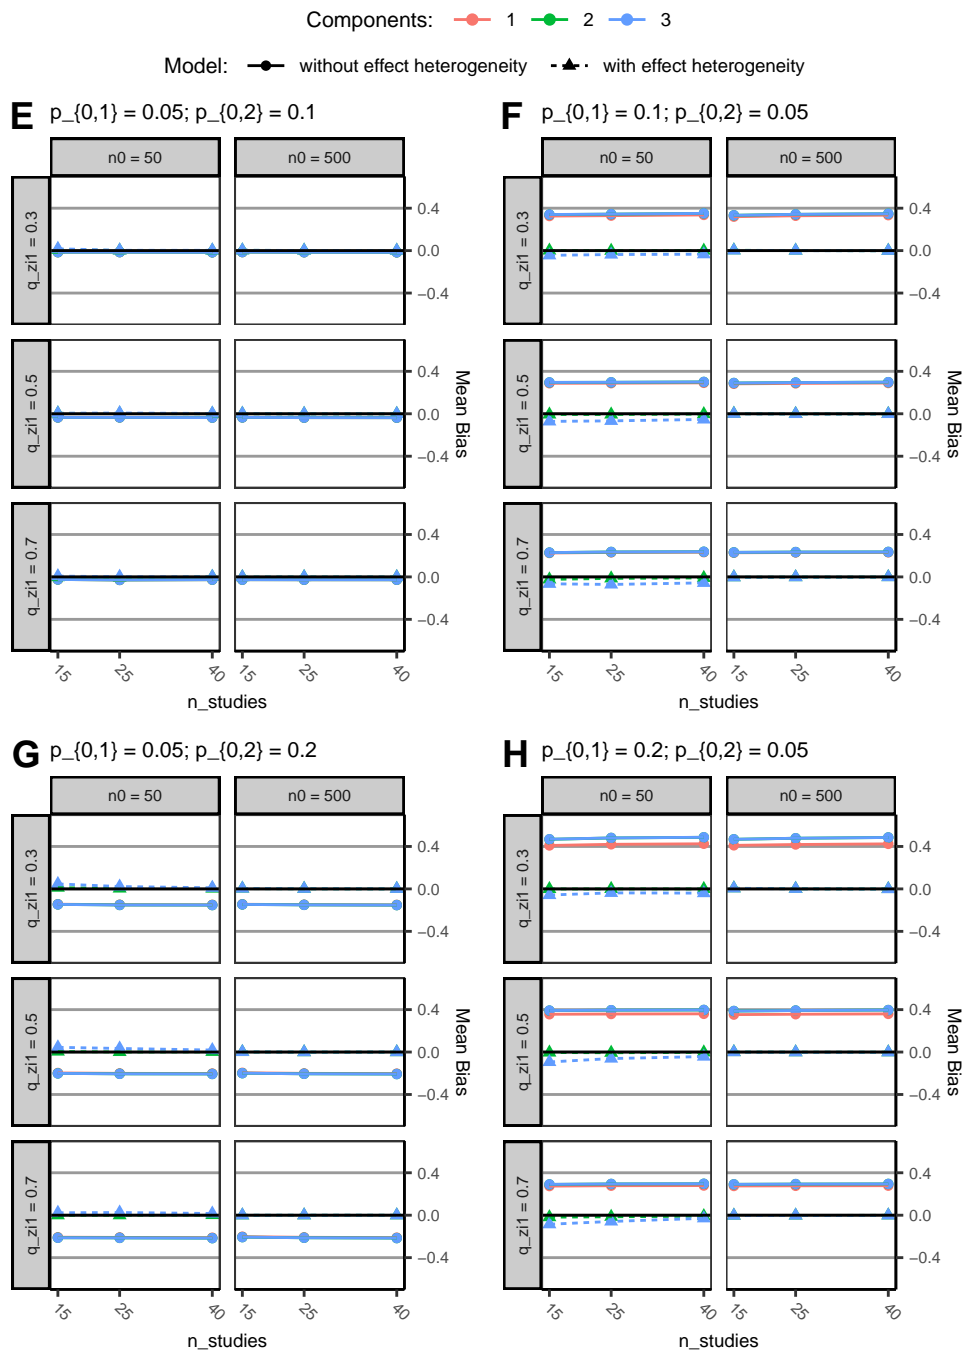 Components: 1 2 3
Model: without effect heterogeneity with effect heterogeneity
E p_{0,1} = 0.05; p_{0,2} = 0.1
n0 = 50 n0 = 500
q_zi1 = 0.3
0.4
0.0
−0.4
q_zi1 = 0.5
0.4
0.0
−0.4
Mean Bias
q_zi1 = 0.7
0.4
0.0
−0.4
15 25 40 15 25 40
n_studies
F p_{0,1} = 0.1; p_{0,2} = 0.05
n0 = 50 n0 = 500
q_zi1 = 0.3
0.4
0.0
−0.4
q_zi1 = 0.5
0.4
0.0
−0.4
Mean Bias
q_zi1 = 0.7
0.4
0.0
−0.4
15 25 40 15 25 40
n_studies
G p_{0,1} = 0.05; p_{0,2} = 0.2
n0 = 50 n0 = 500
q_zi1 = 0.3
0.4
0.0
−0.4
q_zi1 = 0.5
0.4
0.0
−0.4
Mean Bias
q_zi1 = 0.7
0.4
0.0
−0.4
15 25 40 15 25 40
n_studies
H p_{0,1} = 0.2; p_{0,2} = 0.05
n0 = 50 n0 = 500
q_zi1 = 0.3
0.4
0.0
−0.4
q_zi1 = 0.5
0.4
0.0
−0.4
Mean Bias
q_zi1 = 0.7
0.4
0.0
−0.4
15 25 40 15 25 40
n_studies